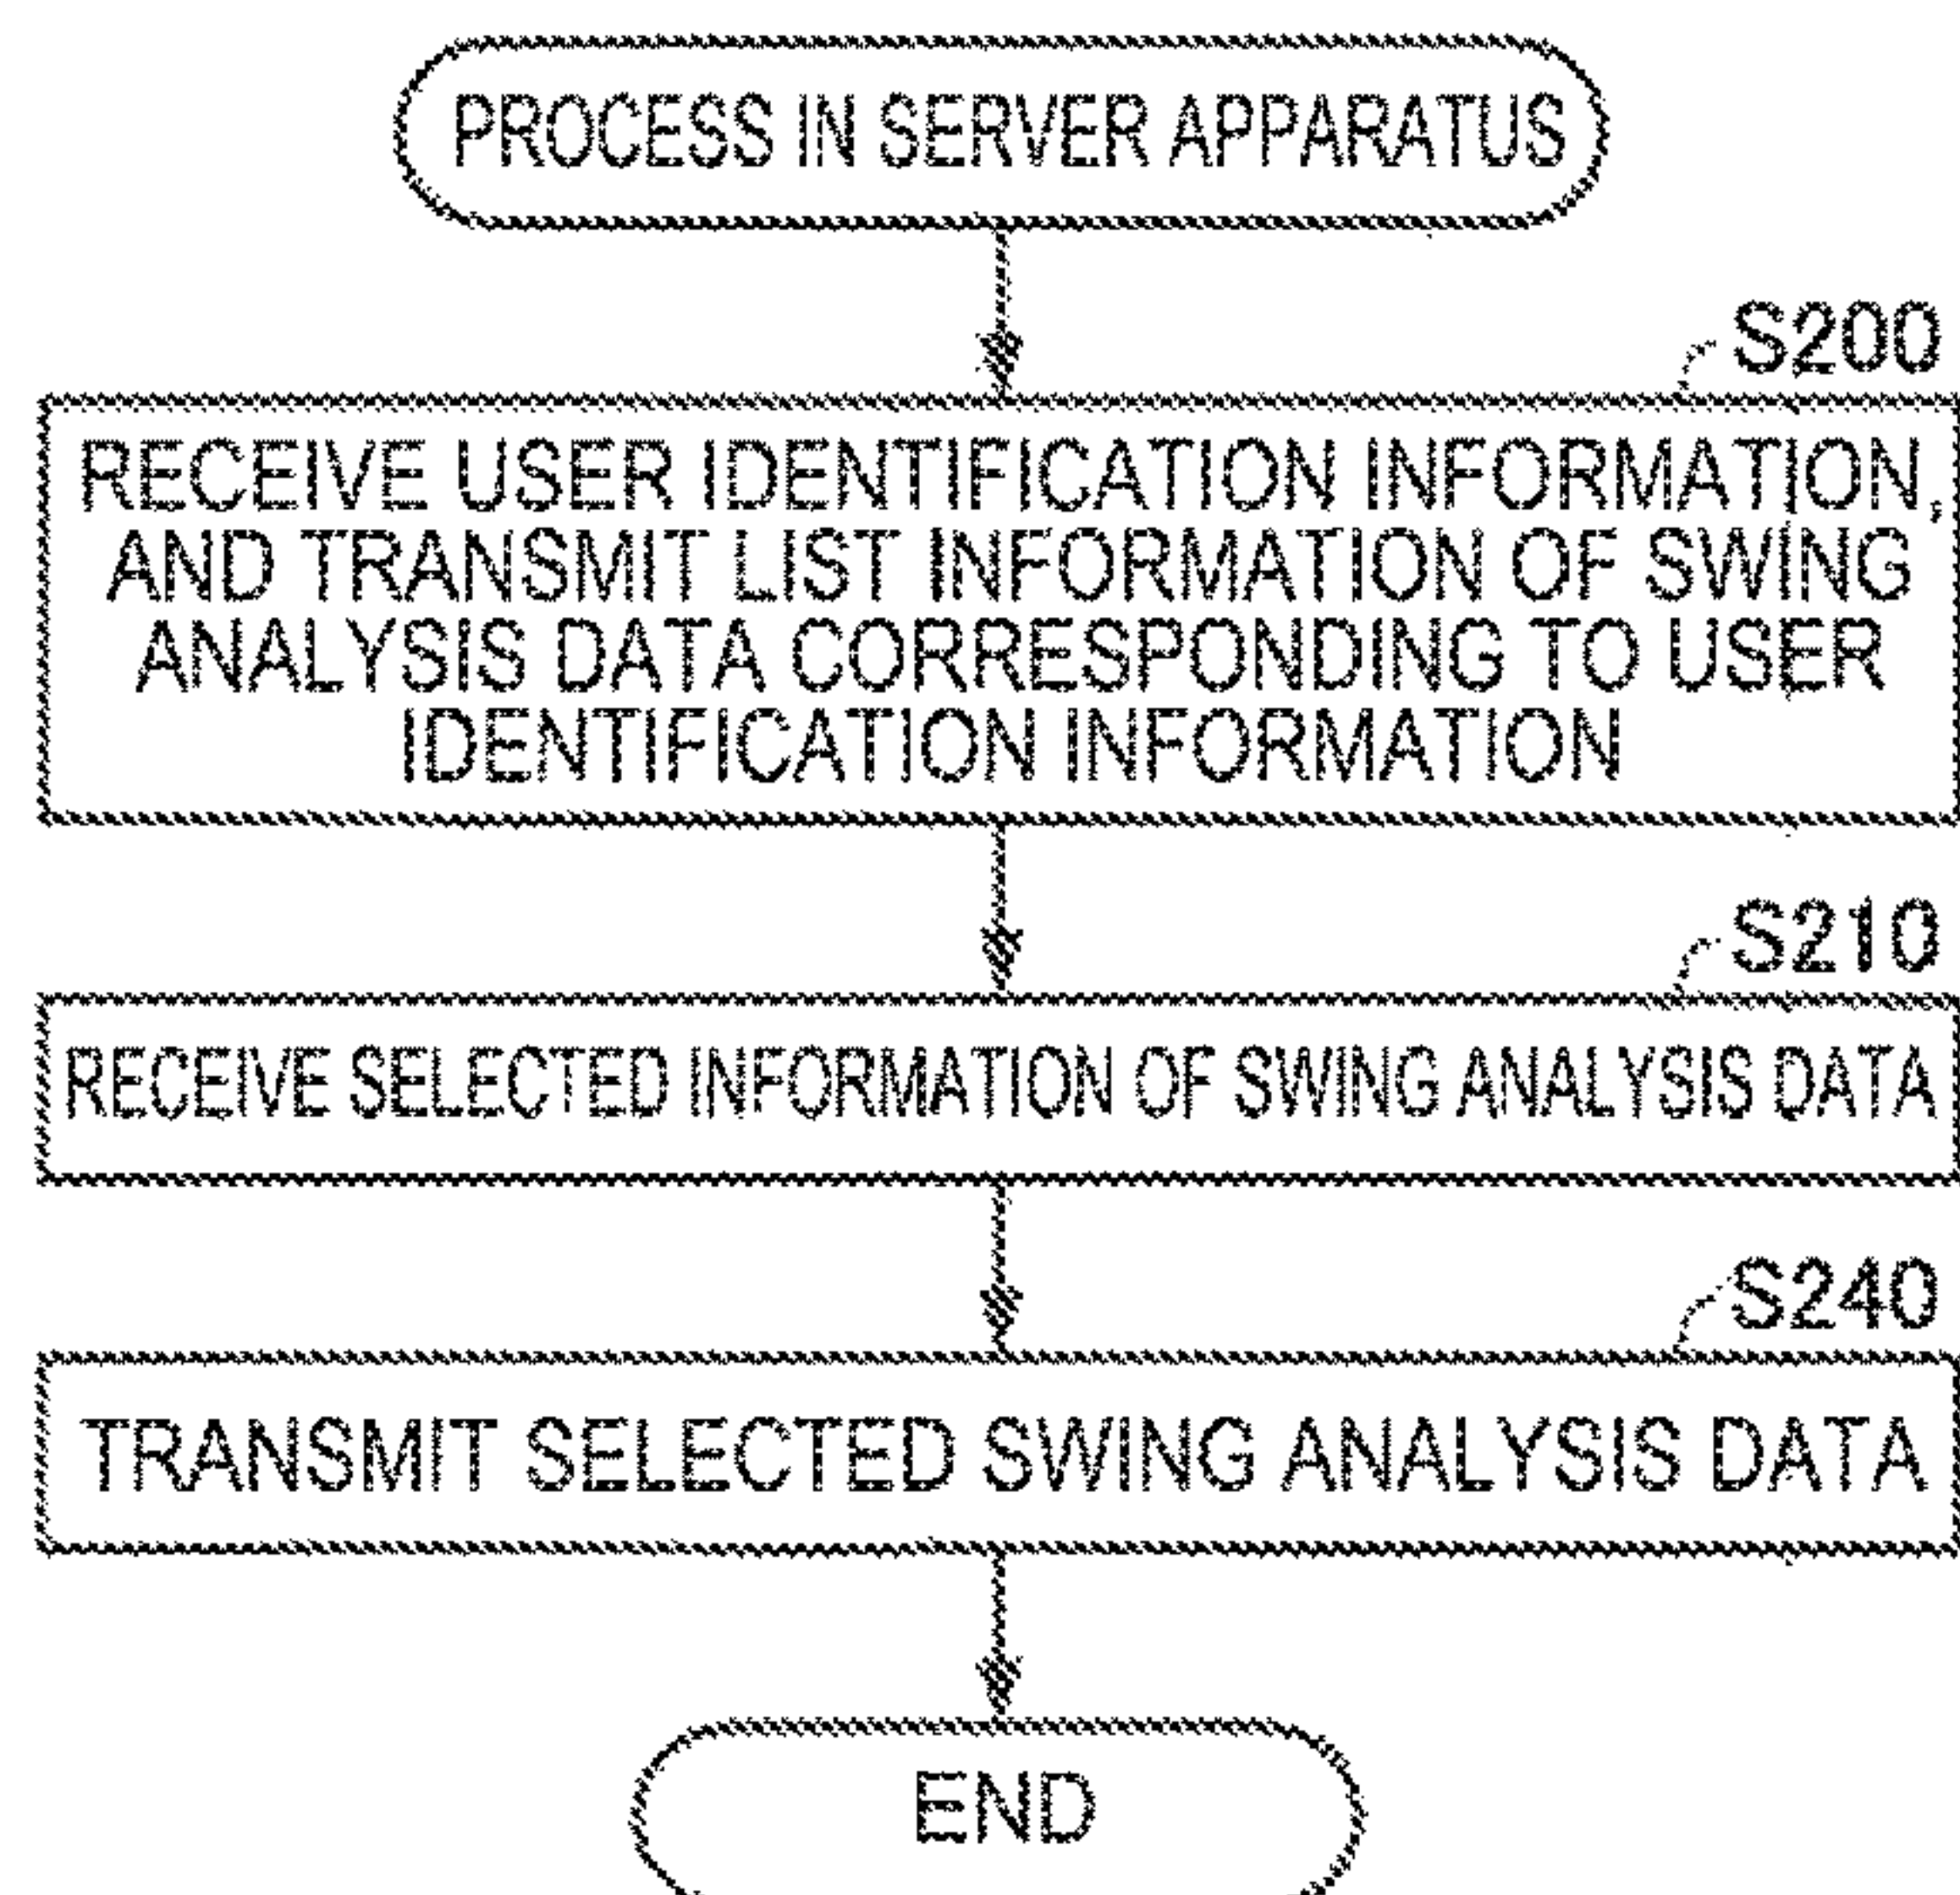 PROCESS IN SERVER APPARATUS
S200
RECEIVE USER IDENTIFICATION INFORMATION,
AND TRANSMIT LIST INFORMATION OF SWING
ANALYSIS DATA CORRESPONDING TO USER
IDENTIFICATION INFORMATION
S210
RECEIVE SELECTED INFORMATION OF SWING ANALYSIS DATA
S240
TRANSMIT SELECTED SWING ANALYSIS DATA
END